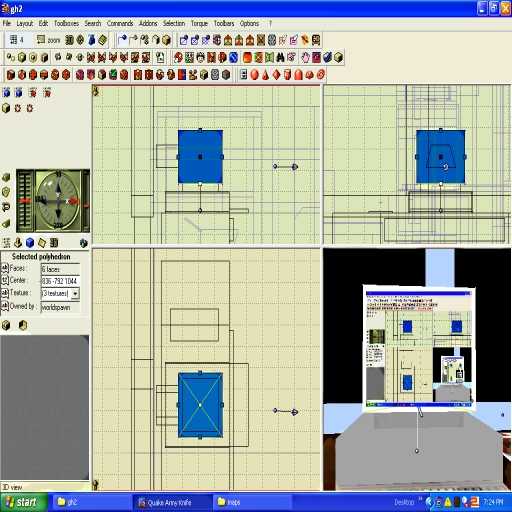 gh2
File Layout Edit Toolboxes Search Commands Addons Selection Torque Toolbars Options ?
4 zoom
Selected polyhedron
Faces : 6 faces
Center : 836 -792 1044
Texture : (3 textures)
Owned by : worldspawn
3D view
start gh2 Quake Army Knife maps Desktop 7:24 PM